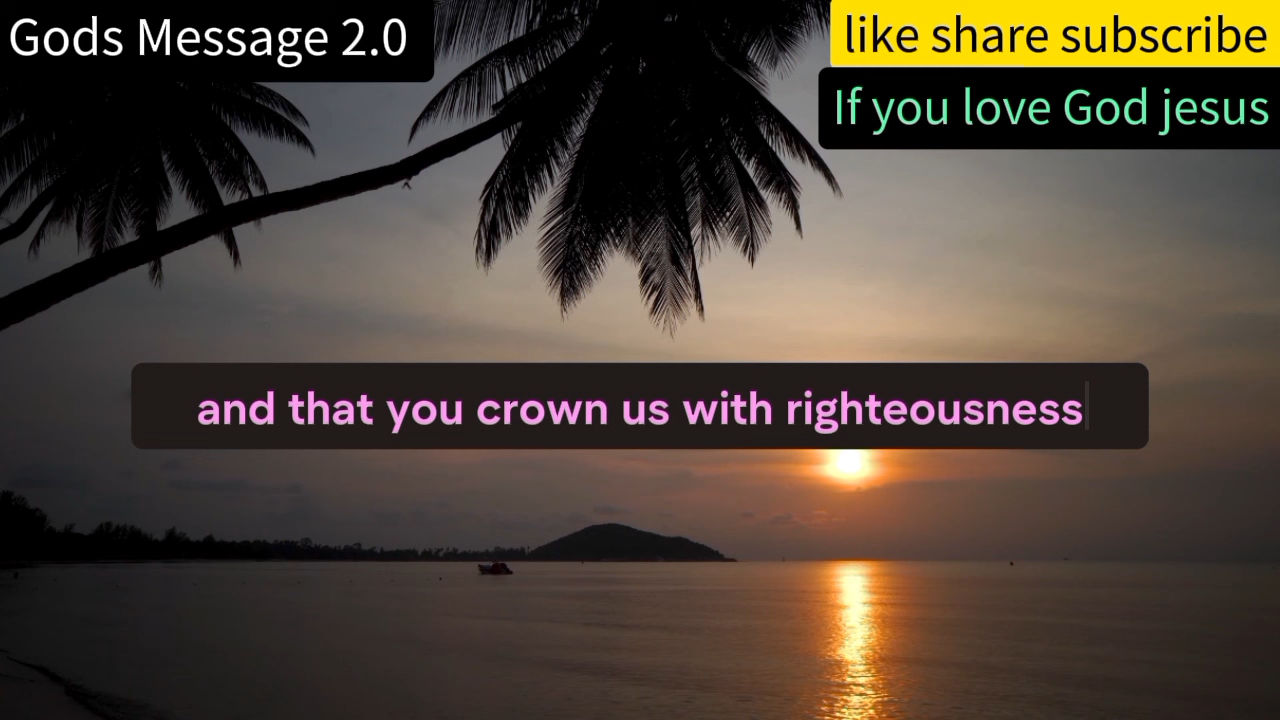 Gods Message 2.0
like share subscribe
If you love God jesus
and that you crown us with righteousness